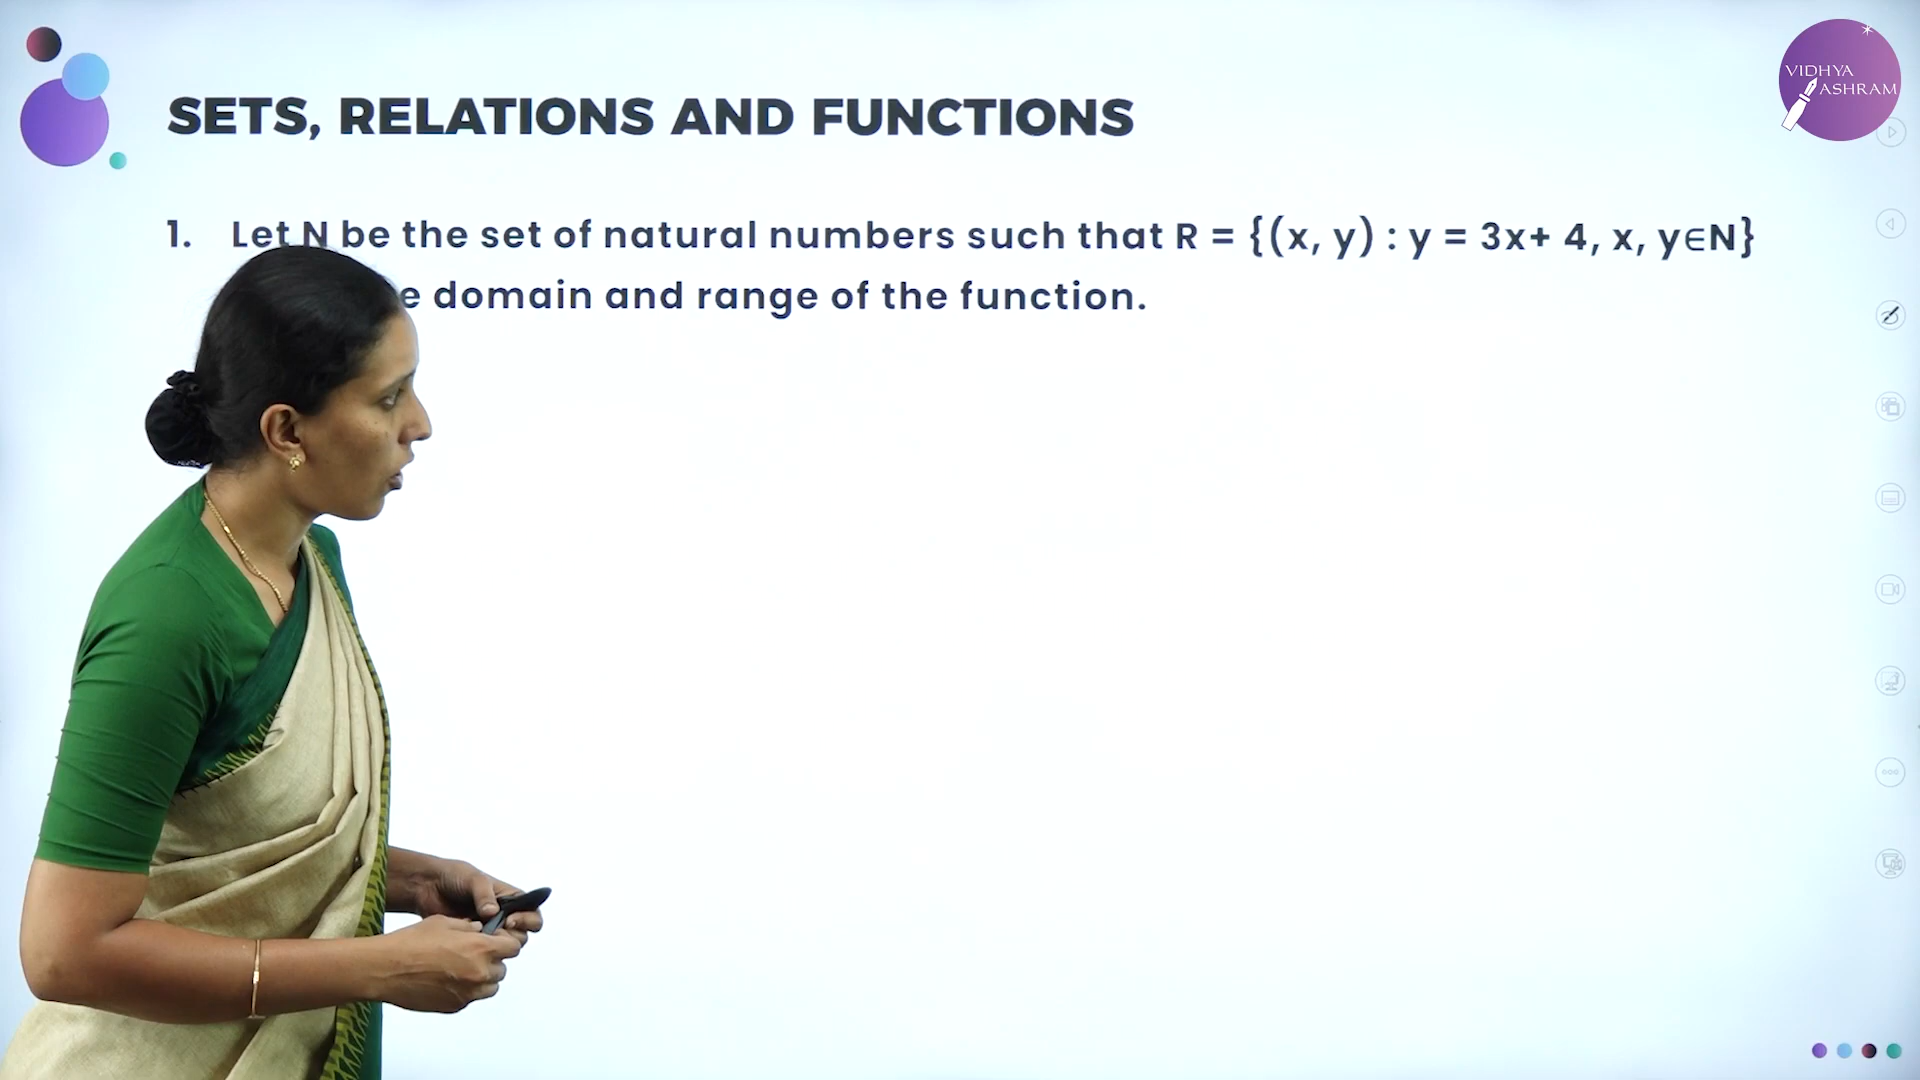 VIDHYA
ASHRAM
SETS, RELATIONS AND FUNCTIONS
1. Let N be the set of natural numbers such that R = {(x, y) : y = 3x+ 4, x, y∈N}
domain and range of the function.